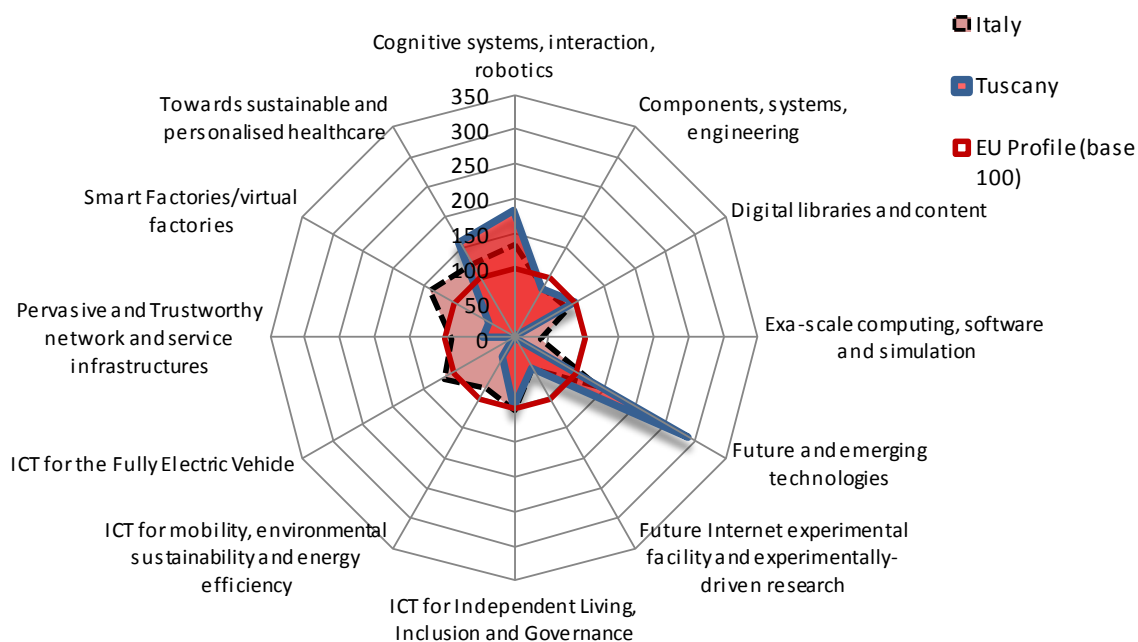 Italy
Tuscany
EU Profile (base
100)
Cognitive systems, interaction,
robotics
Components, systems,
engineering
Digital libraries and content
Exa-scale computing, software
and simulation
Future and emerging
technologies
Future Internet experimental
facility and experimentally-
driven research
ICT for Independent Living,
Inclusion and Governance
ICT for mobility, environmental
sustainability and energy
efficiency
ICT for the Fully Electric Vehicle
Pervasive and Trustworthy
network and service
infrastructures
Smart Factories/virtual
factories
Towards sustainable and
personalised healthcare
350
300
250
200
150
100
50
0